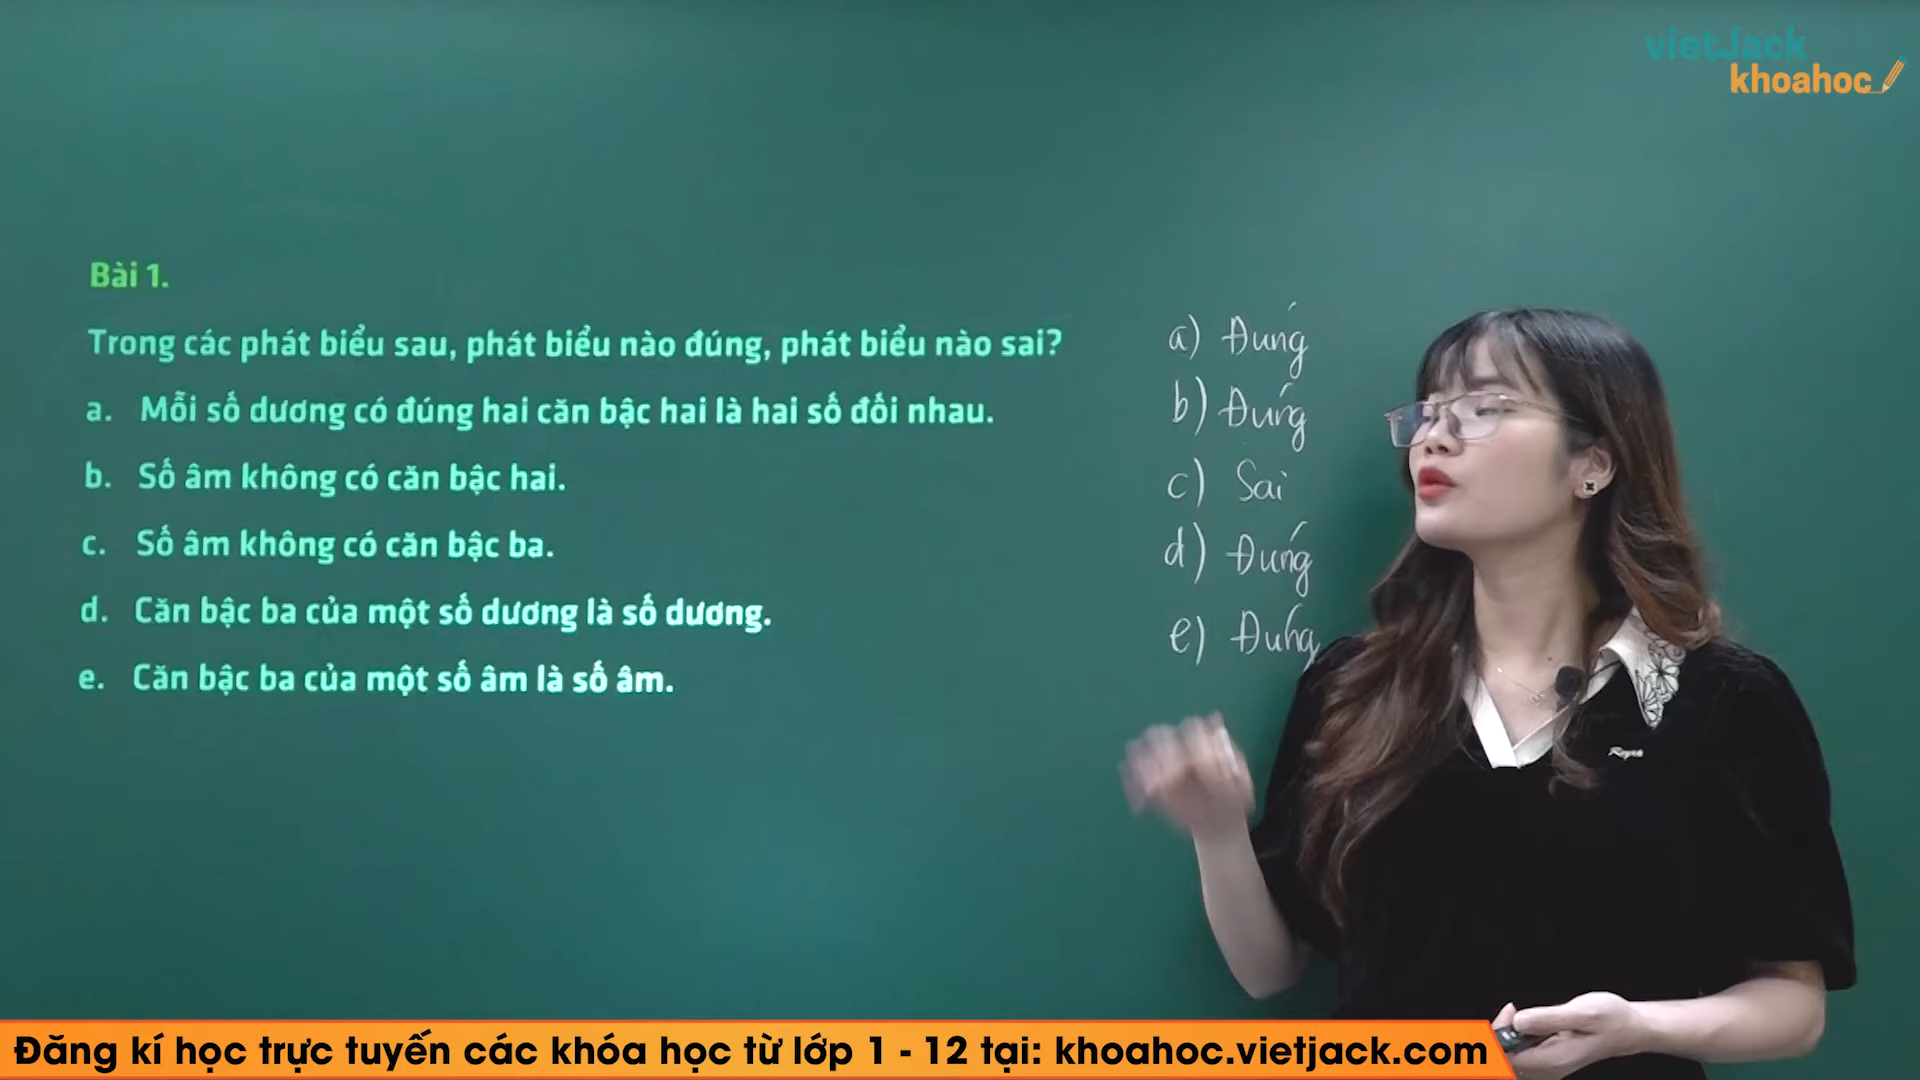 vietJack
khoahoc
Bài 1.
Trong các phát biểu sau, phát biểu nào đúng, phát biểu nào sai?
a. Mỗi số dương có đúng hai căn bậc hai là hai số đối nhau.
b. Số âm không có căn bậc hai.
c. Số âm không có căn bậc ba.
d. Căn bậc ba của một số dương là số dương.
e. Căn bậc ba của một số âm là số âm.
a) Đúng
b) Đúng
c) Sai
d) Đúng
e) Đúng
Đăng kí học trực tuyến các khóa học từ lớp 1 - 12 tại: khoahoc.vietjack.com